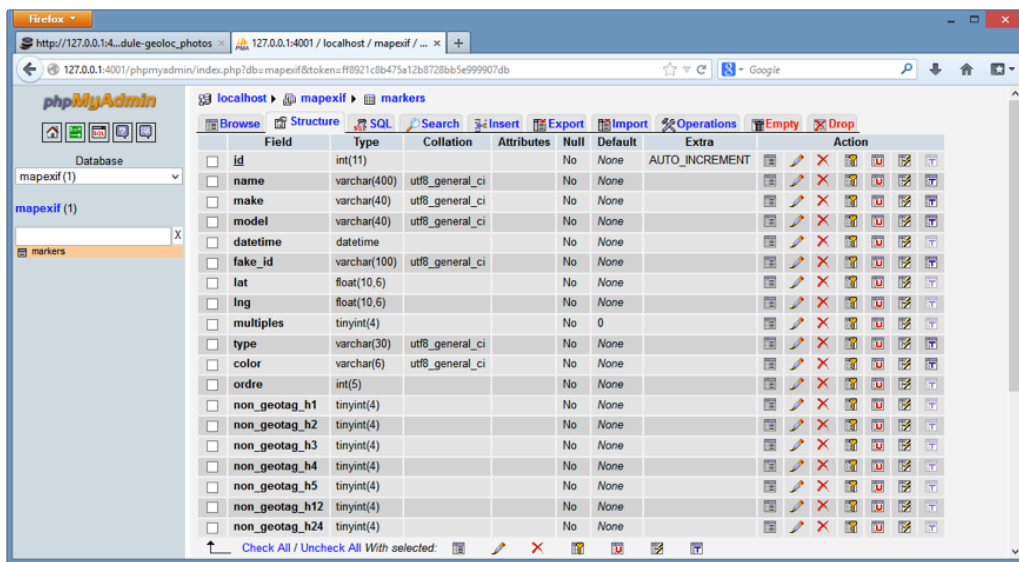 Firefox
http://127.0.0.1:4...dule-geoloc_photos × 127.0.0.1:4001 / localhost / mapexif / ... × +
127.0.0.1:4001/phpmyadmin/index.php?db=mapexif&token=ff8921c8b475a12b8728bb5e999907db Google
phpMyAdmin
Database
mapexif (1)
mapexif (1)
X
markers
localhost ▸ mapexif ▸ markers
Browse Structure SQL Search Insert Export Import Operations Empty Drop
Field Type Collation Attributes Null Default Extra Action
id int(11) No None AUTO_INCREMENT
name varchar(400) utf8_general_ci No None
make varchar(40) utf8_general_ci No None
model varchar(40) utf8_general_ci No None
datetime datetime No None
fake_id varchar(100) utf8_general_ci No None
lat float(10,6) No None
lng float(10,6) No None
multiples tinyint(4) No 0
type varchar(30) utf8_general_ci No None
color varchar(6) utf8_general_ci No None
ordre int(5) No None
non_geotag_h1 tinyint(4) No None
non_geotag_h2 tinyint(4) No None
non_geotag_h3 tinyint(4) No None
non_geotag_h4 tinyint(4) No None
non_geotag_h5 tinyint(4) No None
non_geotag_h12 tinyint(4) No None
non_geotag_h24 tinyint(4) No None
Check All / Uncheck All With selected: